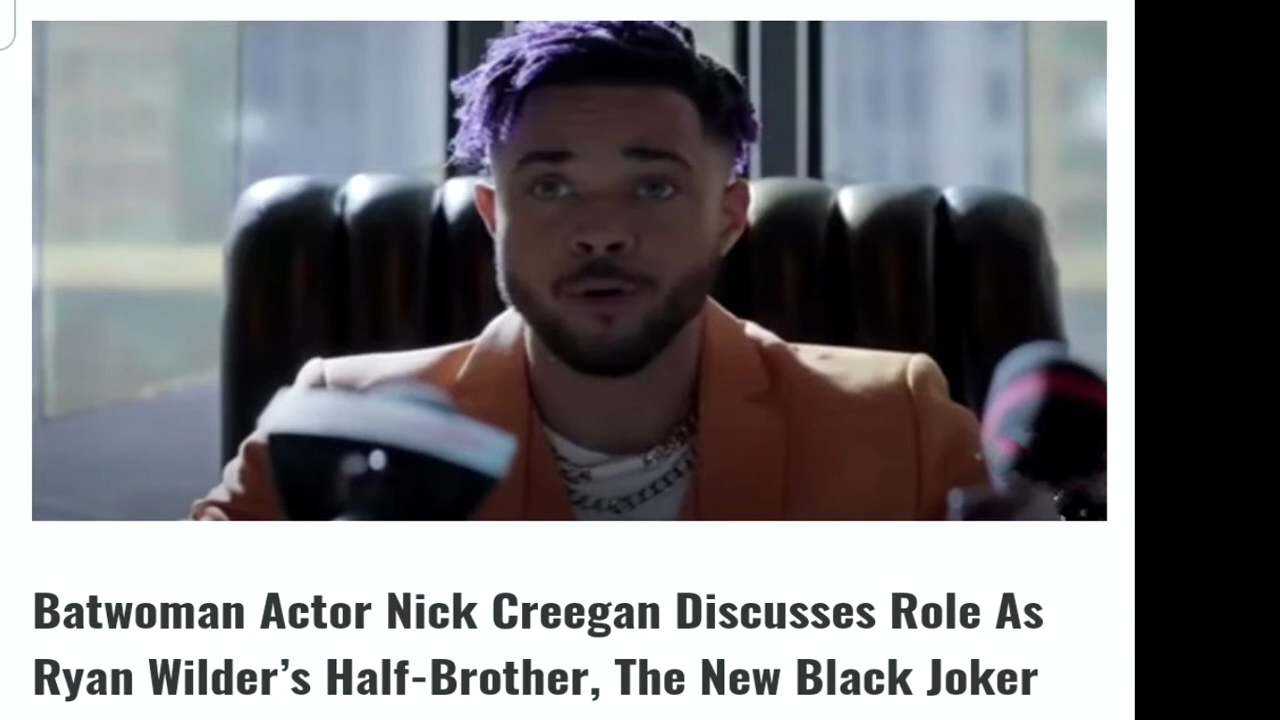 Batwoman Actor Nick Creegan Discusses Role As
Ryan Wilder’s Half-Brother, The New Black Joker